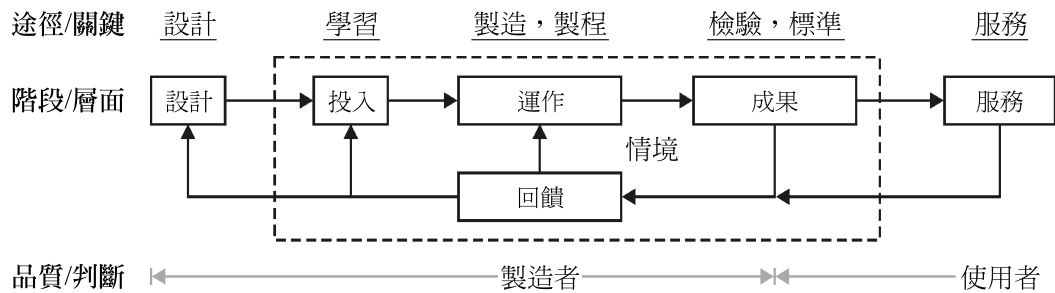 途徑/關鍵 設計 學習 製造，製程 檢驗，標準 服務
階段/層面 設計 投入 運作 成果 服務
情境
回饋
品質/判斷 製造者 使用者